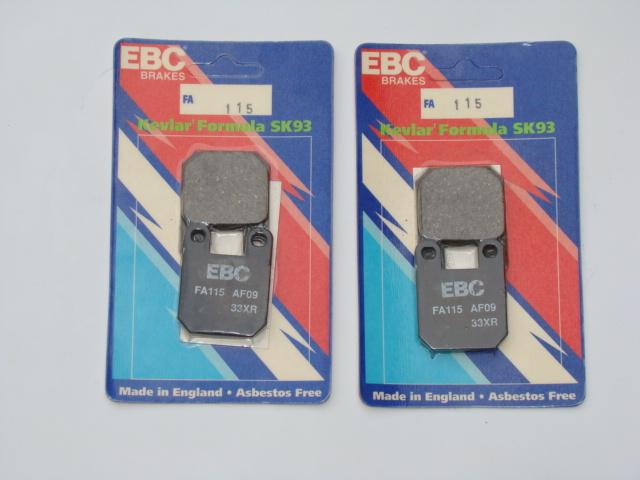 EBC
BRAKES
FA 115
Kevlar' Formula SK93
EBC
FA115 AF09
33XR
Made in England • Asbestos Free
EBC
BRAKES
FA 115
Kevlar' Formula SK93
EBC
FA115 AF09
33XR
Made in England • Asbestos Free